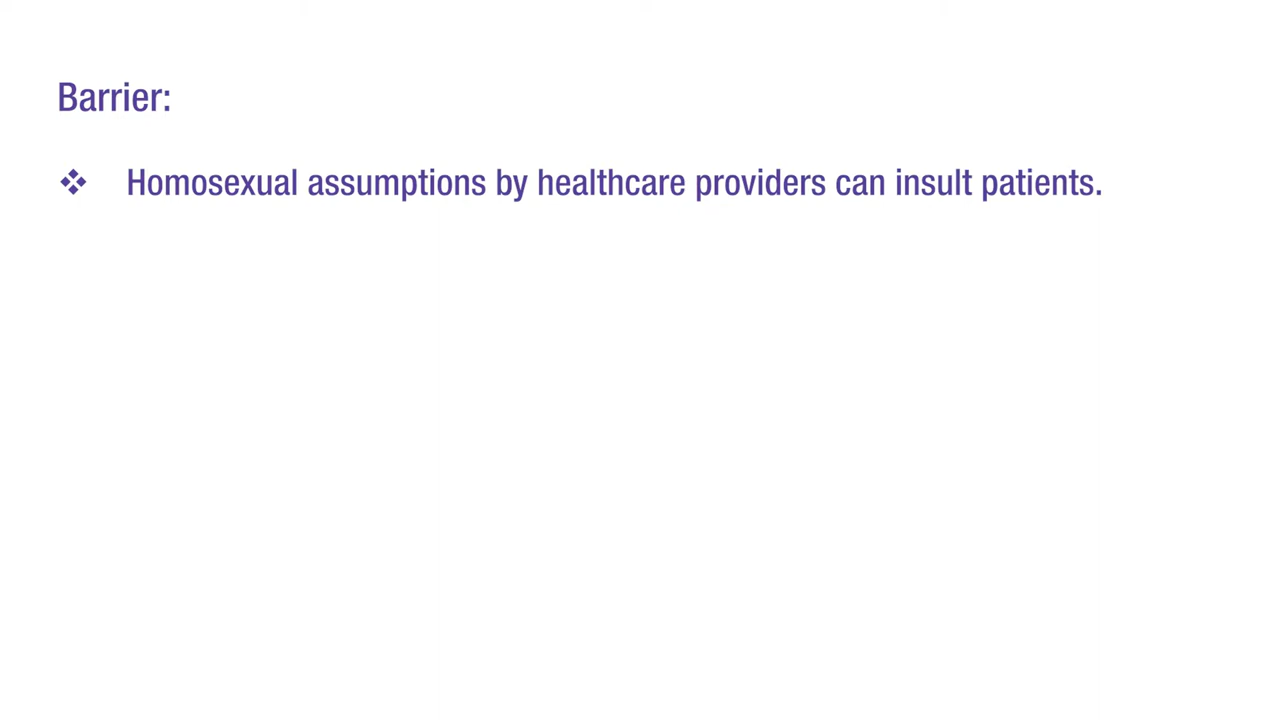 Barrier:
❖ Homosexual assumptions by healthcare providers can insult patients.